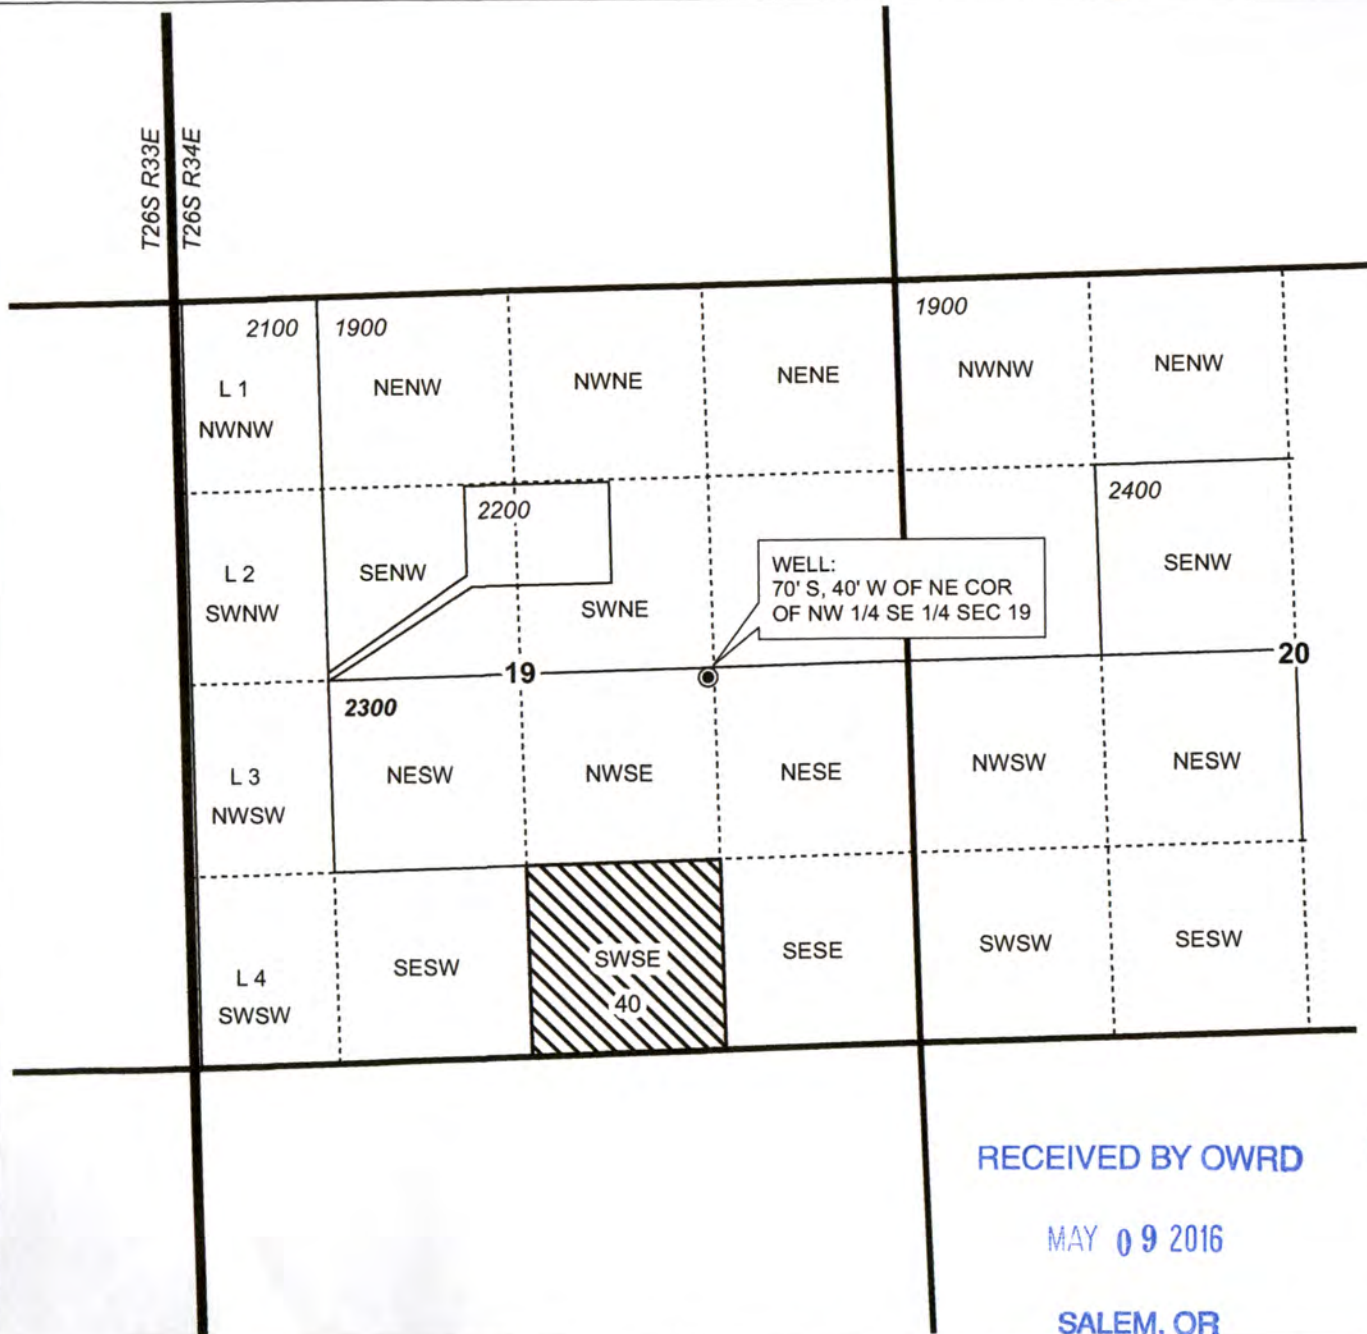 T26S R33E
T26S R34E
2100
1900
1900
L 1
NWNW
NENW
NWNE
NENE
NWNW
NENW
2200
2400
L 2
SWNW
SENW
SWNE
WELL:
70' S, 40' W OF NE COR
OF NW 1/4 SE 1/4 SEC 19
SENW
19
20
2300
L 3
NWSW
NESW
NWSE
NESE
NWSW
NESW
L 4
SWSW
SESW
SWSE
40
SESE
SWSW
SESW
RECEIVED BY OWRD
MAY 09 2016
SALEM, OR